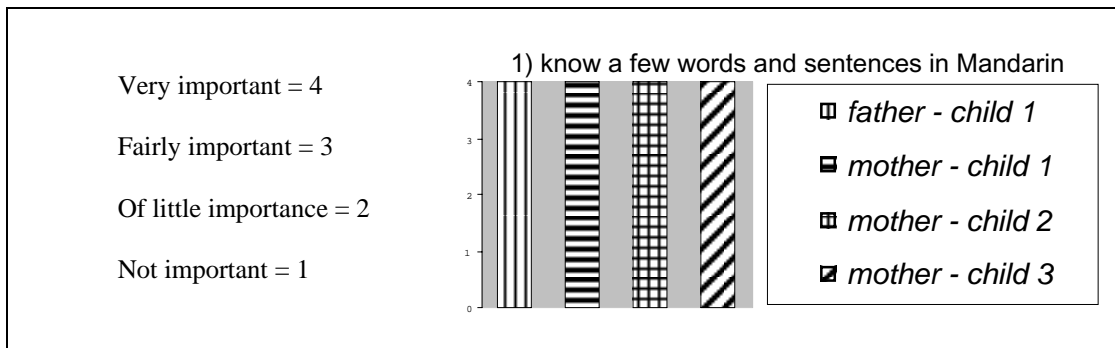 Very important = 4
Fairly important = 3
Of little importance = 2
Not important = 1
1) know a few words and sentences in Mandarin
4
3
2
1
0
father - child 1
mother - child 1
mother - child 2
mother - child 3